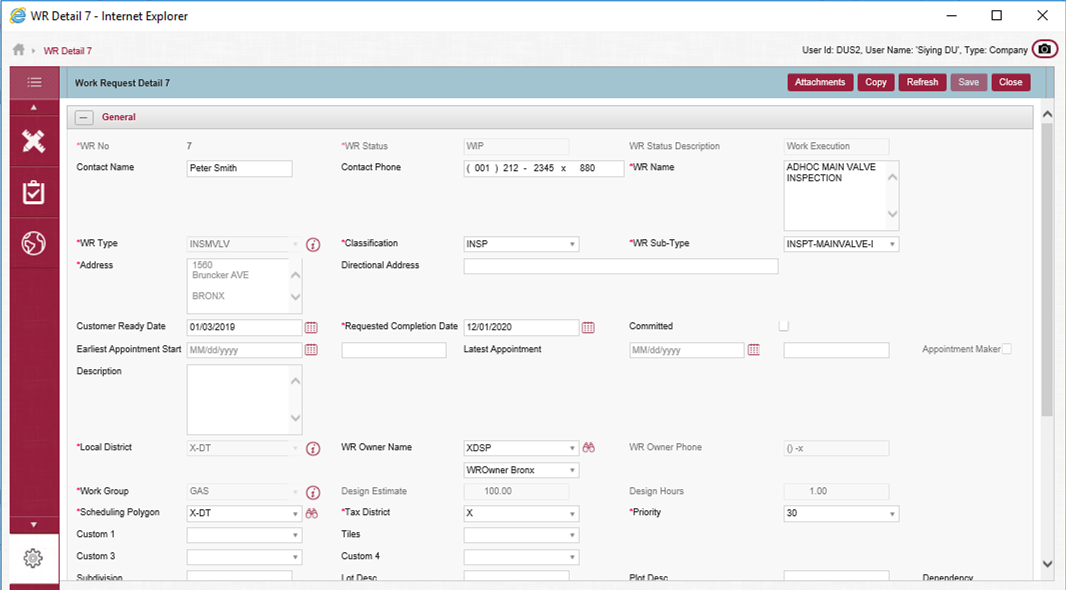 WR Detail 7 - Internet Explorer
WR Detail 7
User Id: DUS2, User Name: 'Siying DU', Type: Company
Work Request Detail 7
Attachments Copy Refresh Save Close
General
*WR No 7 *WR Status WIP WR Status Description Work Execution
Contact Name Peter Smith Contact Phone ( 001 ) 212 - 2345 x 880 *WR Name ADHOC MAIN VALVE
INSPECTION
*WR Type INSMVLV *Classification INSP *WR Sub-Type INSPT-MAINVALVE-I
*Address 1560 Directional Address
Bruncker AVE
BRONX
Customer Ready Date 01/03/2019 *Requested Completion Date 12/01/2020 Committed
Earliest Appointment Start MM/dd/yyyy Latest Appointment MM/dd/yyyy Appointment Maker
Description
*Local District X-DT WR Owner Name XDSP WR Owner Phone () -x
WROwner Bronx
*Work Group GAS Design Estimate 100.00 Design Hours 1.00
*Scheduling Polygon X-DT *Tax District X *Priority 30
Custom 1 Tiles
Custom 3 Custom 4
Subdivision Lot Desc Plot Desc Dependency